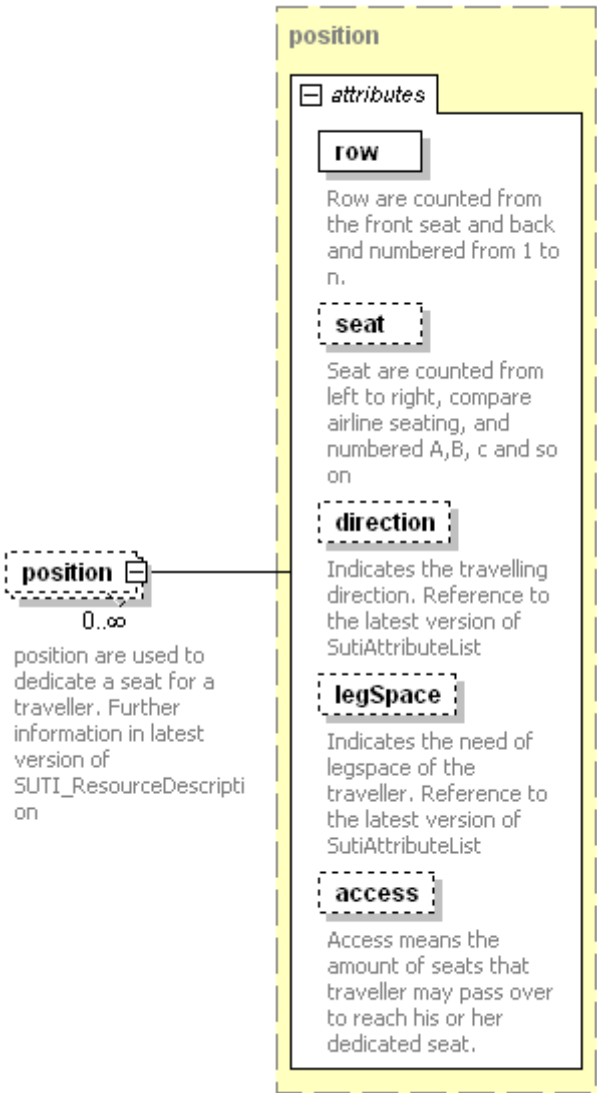 position
attributes
row
Row are counted from
the front seat and back
and numbered from 1 to
n.
seat
Seat are counted from
left to right, compare
airline seating, and
numbered A,B, c and so
on
direction
Indicates the travelling
direction. Reference to
the latest version of
SutiAttributeList
legSpace
Indicates the need of
legspace of the
traveller. Reference to
the latest version of
SutiAttributeList
access
Access means the
amount of seats that
traveller may pass over
to reach his or her
dedicated seat.
position
0..∞
position are used to
dedicate a seat for a
traveller. Further
information in latest
version of
SUTI_ResourceDescripti
on